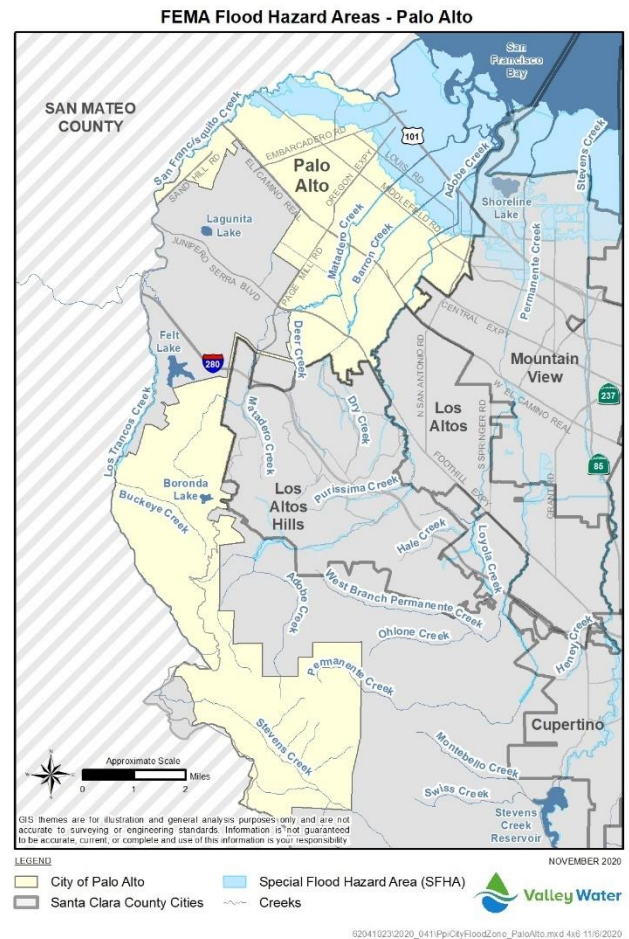 FEMA Flood Hazard Areas - Palo Alto
San
Francisco
Bay
SAN MATEO
COUNTY
San Francisquito Creek
101
EMBARCADERO RD
SAND HILL RD
Palo
Alto
EL CAMINO REAL
OREGON EXPY
LOUIS RD
MIDDLEFIELD RD
Adobe Creek
Stevens Creek
Shoreline
Lake
Lagunita
Lake
Matadero Creek
Barron Creek
Permanente Creek
JUNIPERO SERRA BLVD
PAGE MILL RD
CENTRAL EXPY
Deer Creek
Felt
Lake
280
Mountain
View
N SAN ANTONIO RD
W EL CAMINO REAL
237
Los
Altos
S SPRINGER RD
Los Trancos Creek
Matadero Creek
Dry Creek
FOOTHILL EXPY
85
GRANT RD
Boronda
Lake
Buckeye Creek
Los
Altos
Hills
Purissima Creek
Hale Creek
Loyola Creek
Adobe Creek
West Branch Permanente Creek
Ohlone Creek
Heney Creek
Permanente Creek
Stevens Creek
Cupertino
Montebello Creek
Swiss Creek
Stevens
Creek
Reservoir
N
Approximate Scale
Miles
0 1 2
GIS themes are for illustration and general analysis purposes only and are not
accurate to surveying or engineering standards. Information is not guaranteed
to be accurate, current, or complete and use of this information is your responsibility
LEGEND
NOVEMBER 2020
City of Palo Alto
Special Flood Hazard Area (SFHA)
Santa Clara County Cities
Creeks
Valley Water
62041023\2020_041\PpiCityFloodZone_PaloAlto.mxd 4x6 11/6/2020